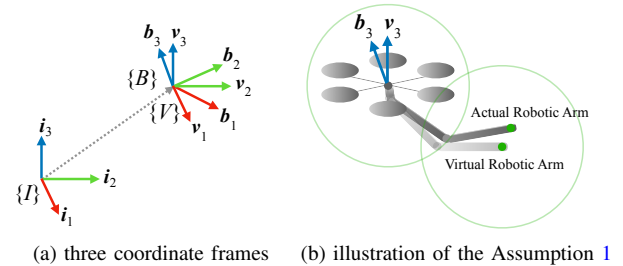 b3 v3
b2
{B}
v2
{V}
b1
v1
i3
i2
{I}
i1
b3 v3
Actual Robotic Arm
Virtual Robotic Arm
(a) three coordinate frames (b) illustration of the Assumption 1